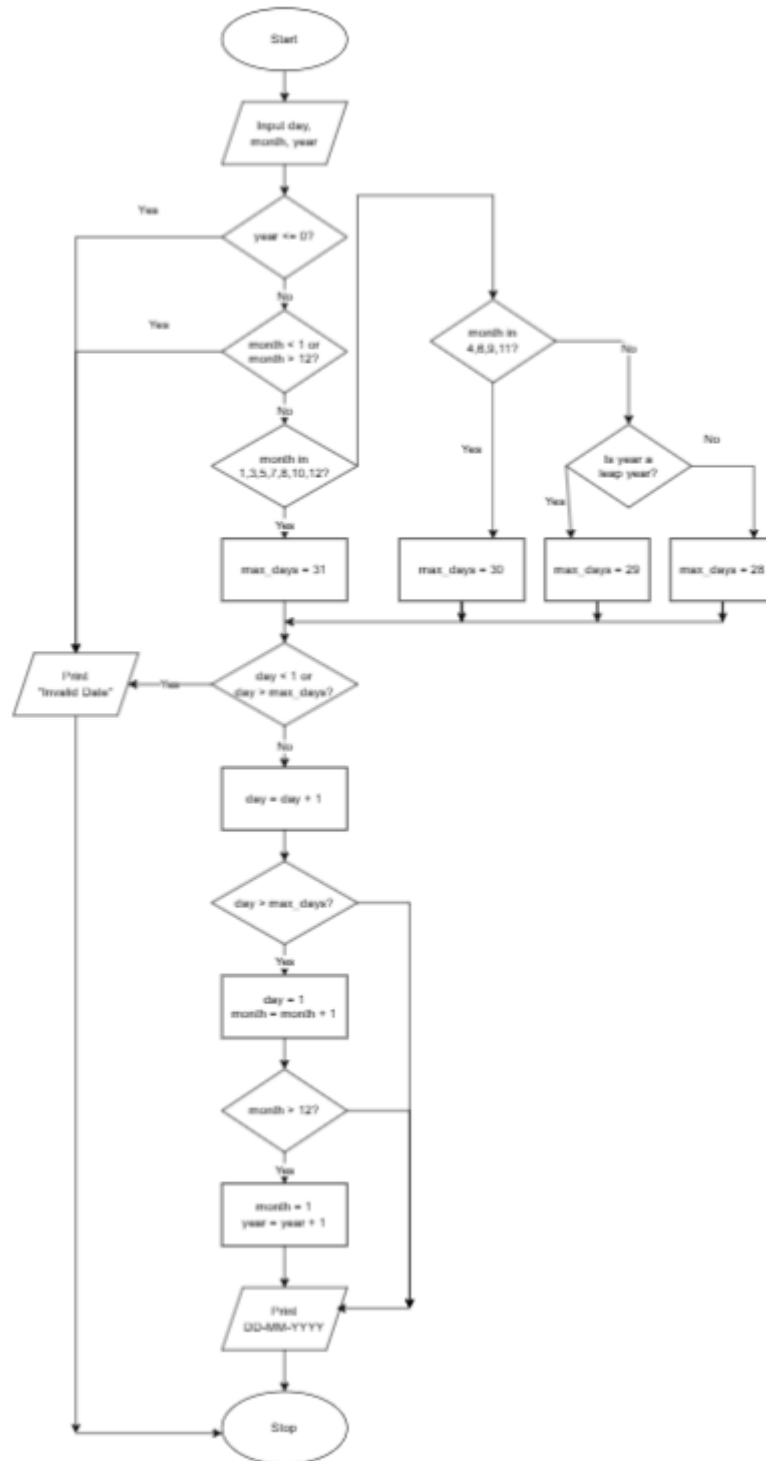 Start
Input day,
month, year
Yes
year <= 0?
No
Yes
month < 1 or
month > 12?
No
month in
4,6,9,11?
No
month in
1,3,5,7,8,10,12?
Yes
Is year a
leap year?
No
Yes
Yes
max_days = 31
max_days = 30
max_days = 29
max_days = 28
Print
"Invalid Date"
Yes
day < 1 or
day > max_days?
No
day = day + 1
day > max_days?
Yes
day = 1
month = month + 1
month > 12?
Yes
month = 1
year = year + 1
Print
DD-MM-YYYY
Stop